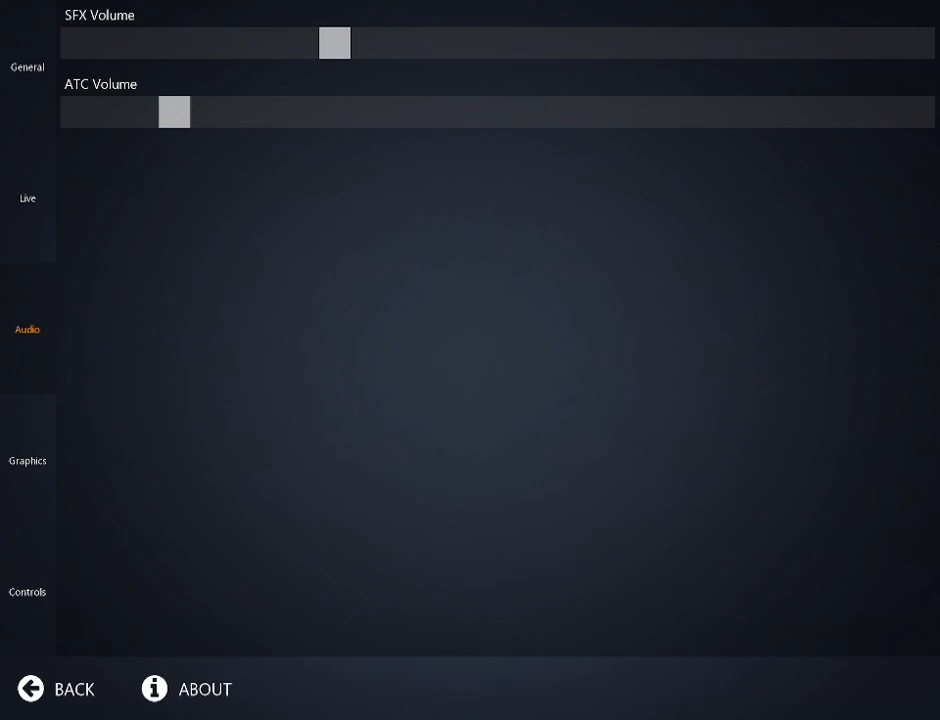 SFX Volume
General
ATC Volume
Live
Audio
Graphics
Controls
BACK
ABOUT